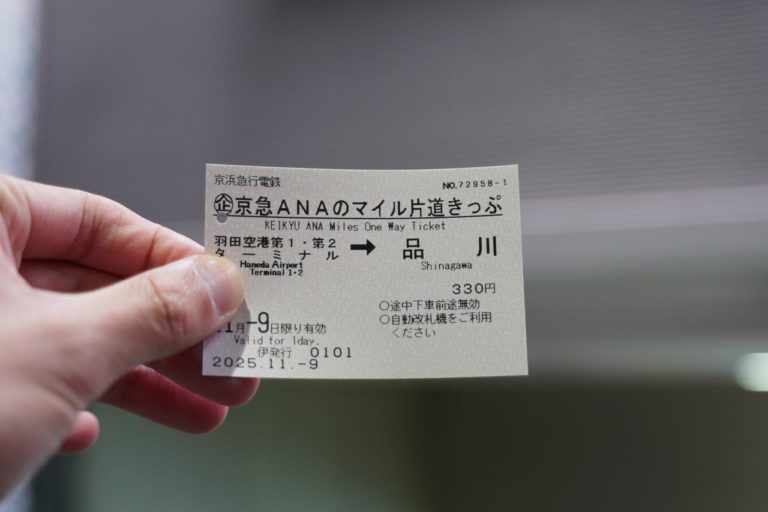 京浜急行電鉄
NO.72958-1
㋐京急ANAのマイル片道きっぷ
KEIKYU ANA Miles One Way Ticket
羽田空港第1・第2
ターミナル
➡ 品川
Haneda Airport
Terminal 1・2
Shinagawa
330円
○途中下車前途無効
○自動改札機をご利用
ください
月-9日限り有効
Valid for 1day.
伊発行 0101
2025.11.-9